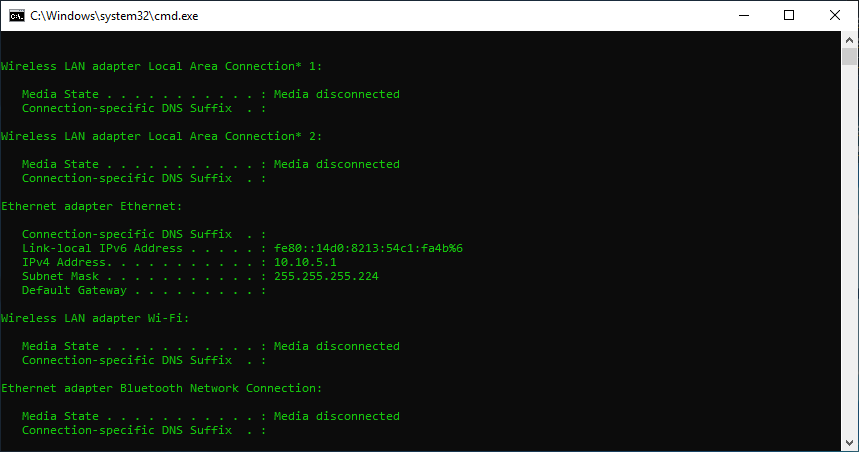 C:\Windows\system32\cmd.exe
Wireless LAN adapter Local Area Connection* 1:
Media State . . . . . . . . . . . : Media disconnected
Connection-specific DNS Suffix  . :
Wireless LAN adapter Local Area Connection* 2:
Media State . . . . . . . . . . . : Media disconnected
Connection-specific DNS Suffix  . :
Ethernet adapter Ethernet:
Connection-specific DNS Suffix  . :
Link-local IPv6 Address . . . . . : fe80::14d0:8213:54c1:fa4b%6
IPv4 Address. . . . . . . . . . . : 10.10.5.1
Subnet Mask . . . . . . . . . . . : 255.255.255.224
Default Gateway . . . . . . . . . :
Wireless LAN adapter Wi-Fi:
Media State . . . . . . . . . . . : Media disconnected
Connection-specific DNS Suffix  . :
Ethernet adapter Bluetooth Network Connection:
Media State . . . . . . . . . . . : Media disconnected
Connection-specific DNS Suffix  . :